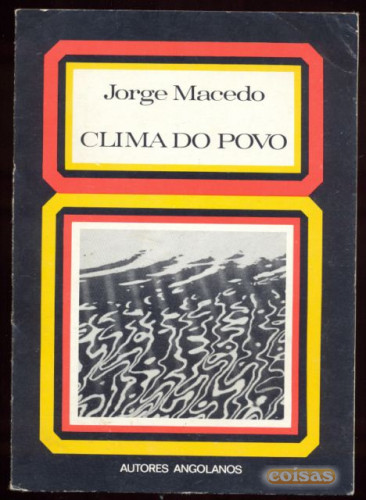 Jorge Macedo
CLIMA DO POVO
AUTORES ANGOLANOS
coisas